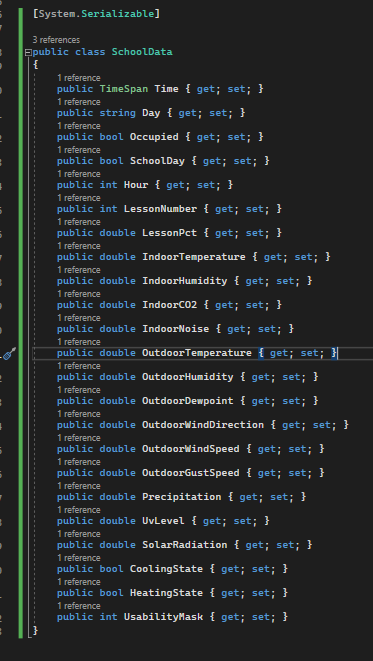 [System.Serializable]
3 references
public class SchoolData
{
1 reference
public TimeSpan Time { get; set; }
1 reference
public string Day { get; set; }
1 reference
public bool Occupied { get; set; }
1 reference
public bool SchoolDay { get; set; }
1 reference
public int Hour { get; set; }
1 reference
public int LessonNumber { get; set; }
1 reference
public double LessonPct { get; set; }
1 reference
public double IndoorTemperature { get; set; }
1 reference
public double IndoorHumidity { get; set; }
1 reference
public double IndoorCO2 { get; set; }
1 reference
public double IndoorNoise { get; set; }
1 reference
public double OutdoorTemperature { get; set; }
1 reference
public double OutdoorHumidity { get; set; }
1 reference
public double OutdoorDewpoint { get; set; }
1 reference
public double OutdoorWindDirection { get; set; }
1 reference
public double OutdoorWindSpeed { get; set; }
1 reference
public double OutdoorGustSpeed { get; set; }
1 reference
public double Precipitation { get; set; }
1 reference
public double UvLevel { get; set; }
1 reference
public double SolarRadiation { get; set; }
1 reference
public bool CoolingState { get; set; }
1 reference
public bool HeatingState { get; set; }
1 reference
public int UsabilityMask { get; set; }
}